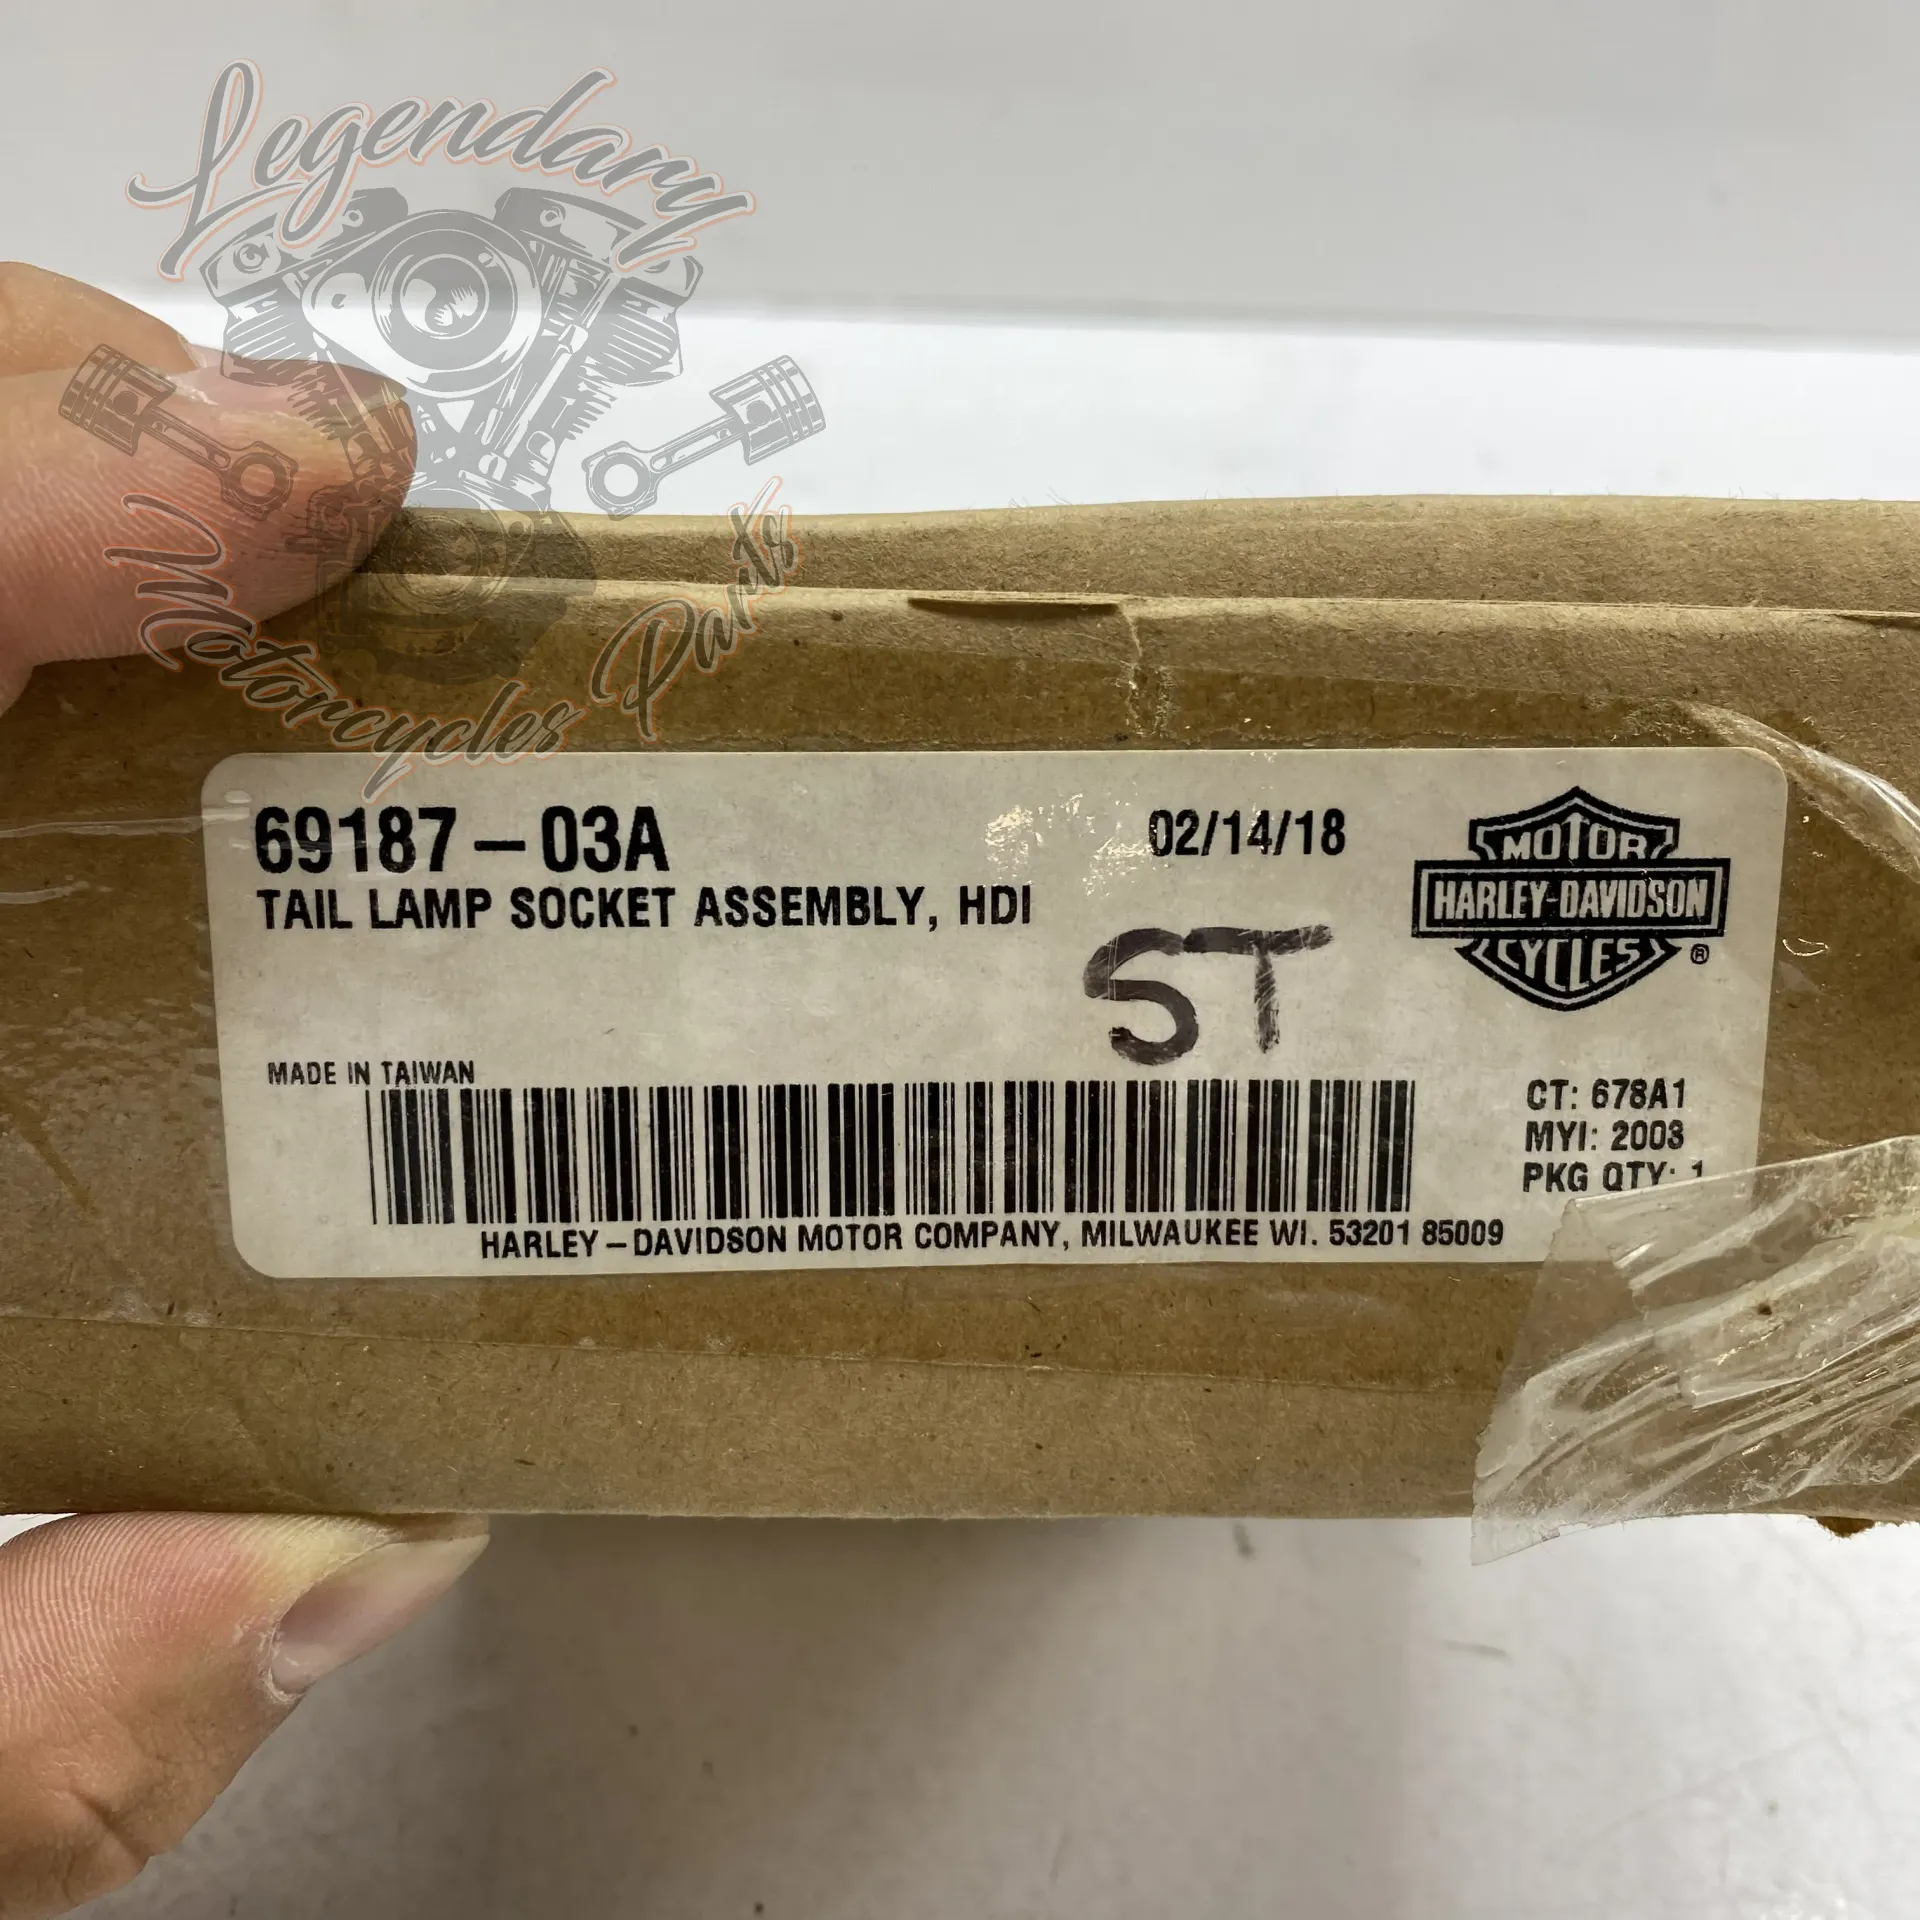 Legendary
Motorcycles Parts
69187-03A
02/14/18
TAIL LAMP SOCKET ASSEMBLY, HDI
ST
MOTOR
HARLEY-DAVIDSON
CYCLES
®
MADE IN TAIWAN
CT: 678A1
MYI: 2003
PKG QTY: 1
HARLEY-DAVIDSON MOTOR COMPANY, MILWAUKEE WI. 53201 85009